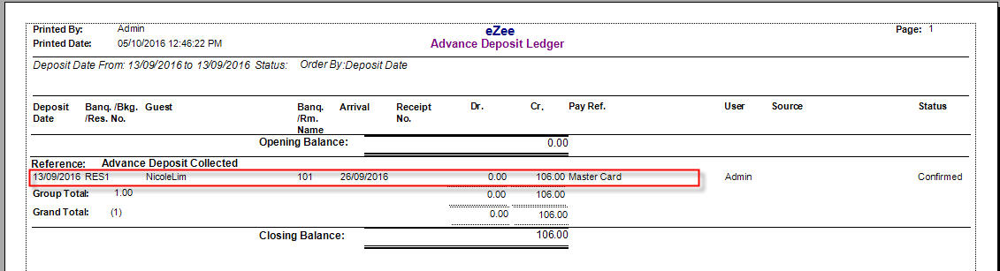 Printed By: Admin eZee Page: 1
Printed Date: 05/10/2016 12:46:22 PM Advance Deposit Ledger
Deposit Date From: 13/09/2016 to 13/09/2016 Status: Order By:Deposit Date
Deposit Banq. /Bkg. Guest Banq. Arrival Receipt Dr. Cr. Pay Ref. User Source Status
Date /Res. No. /Rm. No.
Name
Opening Balance: 0.00
Reference: Advance Deposit Collected
13/09/2016 RES1 NicoleLim 101 26/09/2016 0.00 106.00 Master Card Admin Confirmed
Group Total: 1.00 0.00 106.00
Grand Total: (1) 0.00 106.00
Closing Balance: 106.00